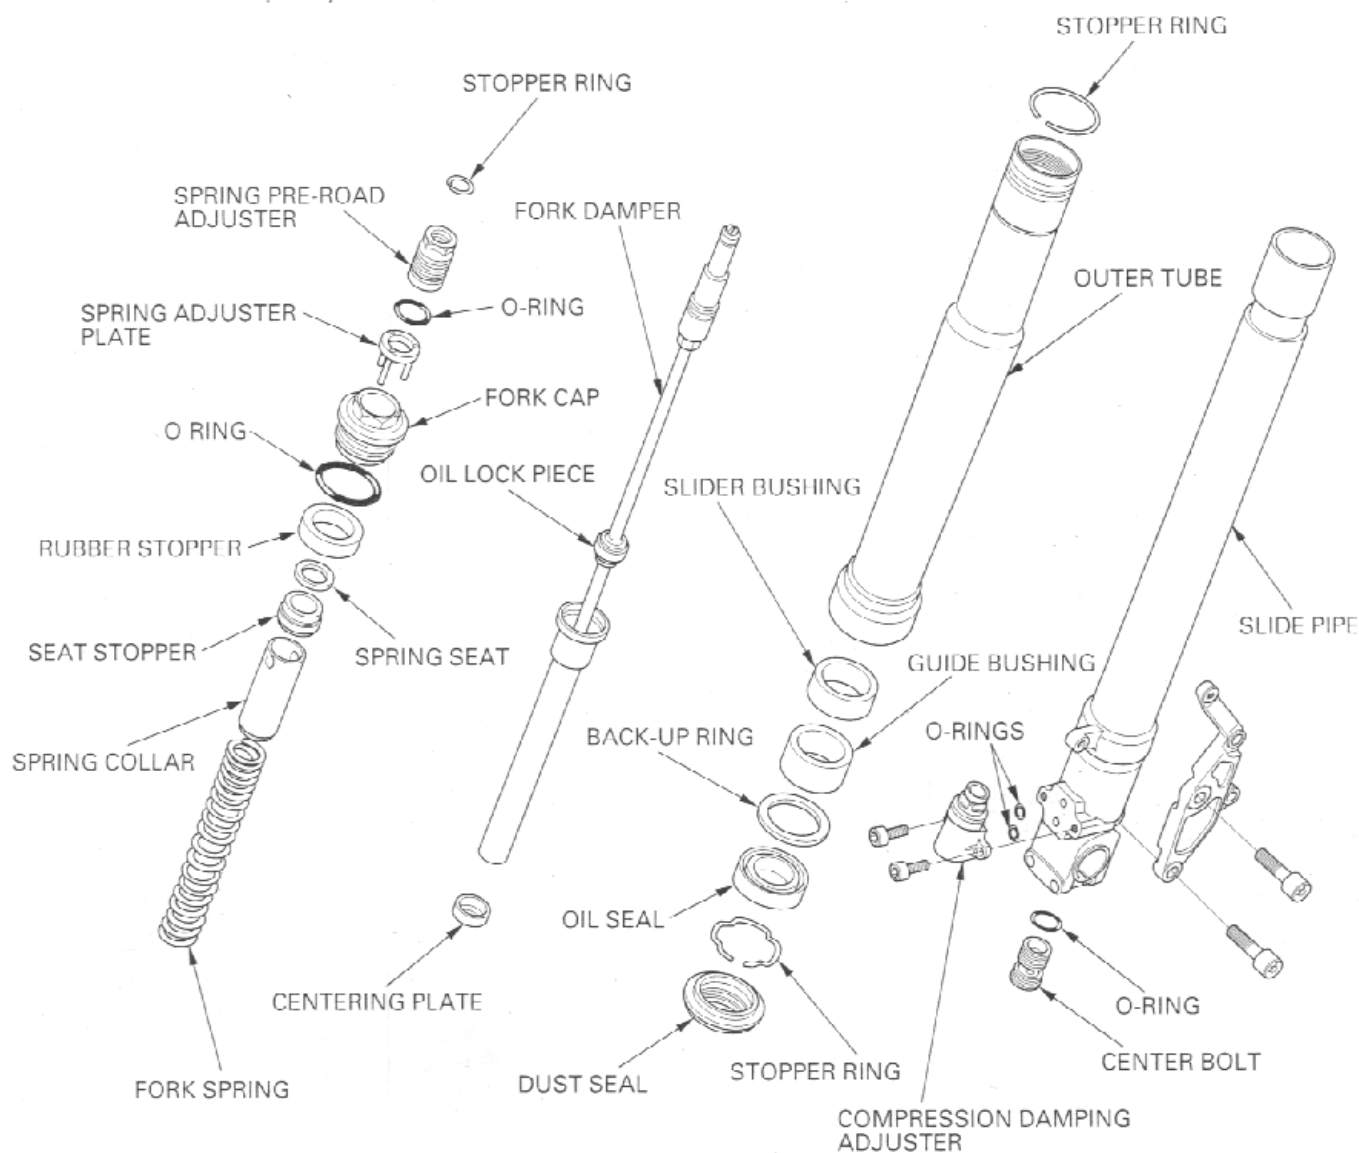 STOPPER RING
STOPPER RING
SPRING PRE-ROAD
ADJUSTER
FORK DAMPER
OUTER TUBE
SPRING ADJUSTER
PLATE
O-RING
FORK CAP
O RING
OIL LOCK PIECE
SLIDER BUSHING
RUBBER STOPPER
SLIDE PIPE
SEAT STOPPER
SPRING SEAT
GUIDE BUSHING
O-RINGS
BACK-UP RING
SPRING COLLAR
OIL SEAL
CENTERING PLATE
O-RING
CENTER BOLT
STOPPER RING
DUST SEAL
FORK SPRING
COMPRESSION DAMPING
ADJUSTER